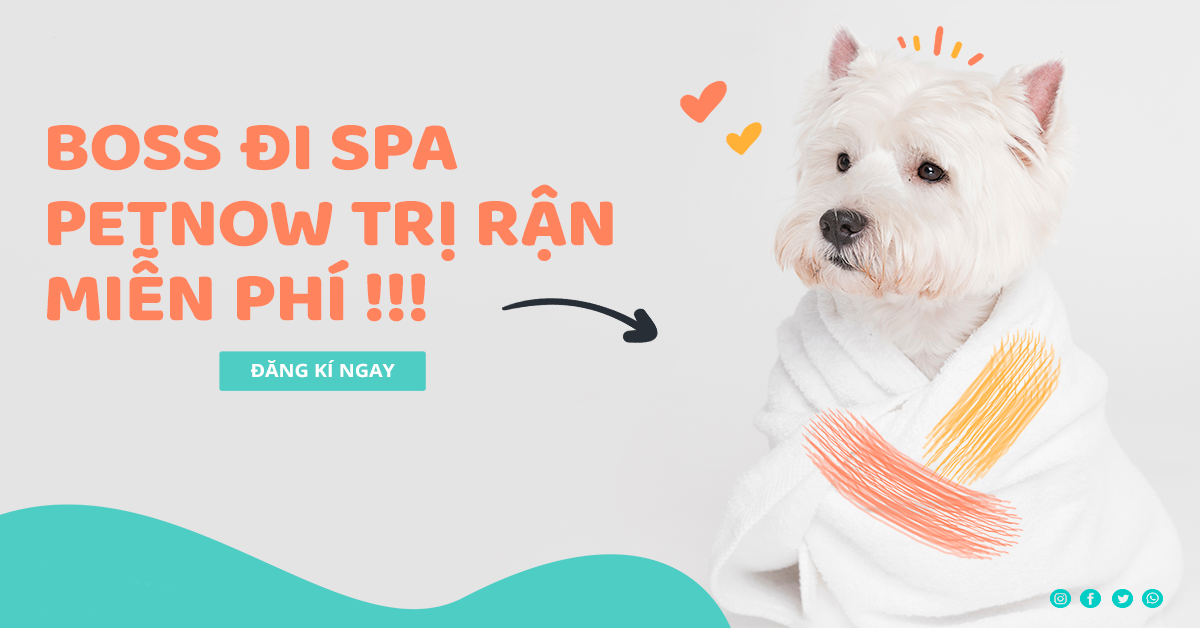 BOSS ĐI SPA
PETNOW TRỊ RẬN
MIỄN PHÍ !!!
ĐĂNG KÍ NGAY